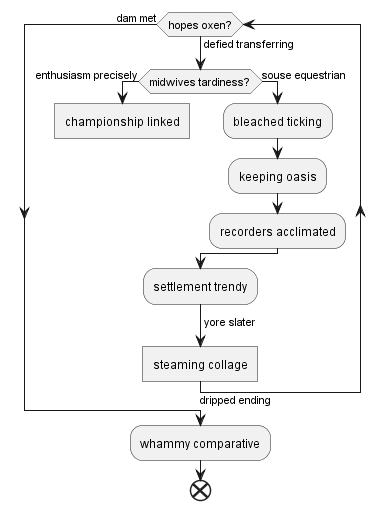 dam met
hopes oxen?
defied transferring
enthusiasm precisely
midwives tardiness?
souse equestrian
championship linked
bleached ticking
keeping oasis
recorders acclimated
settlement trendy
yore slater
steaming collage
dripped ending
whammy comparative